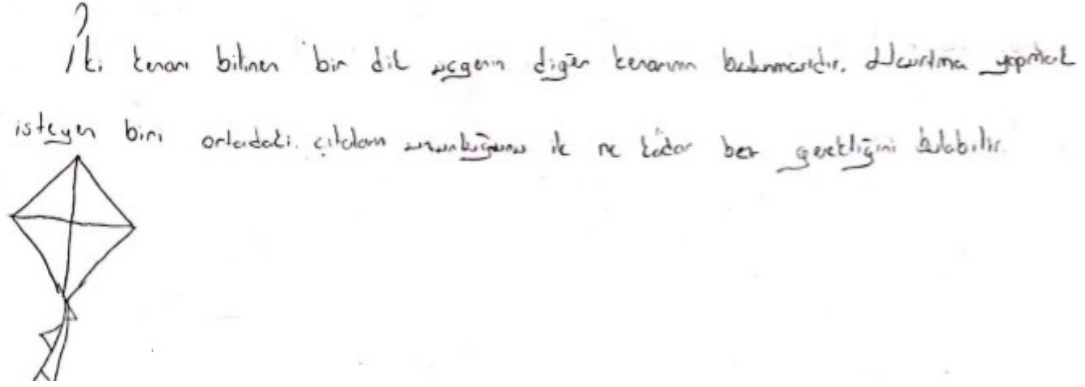 İki kenarı bilinen bir dik üçgenin diğer kenarının bulunmasıdır. Uçurtma yapmak
isteyen biri ortadaki çıtaların uzunluğunu ile ne kadar bez gerektiğini bulabilir.